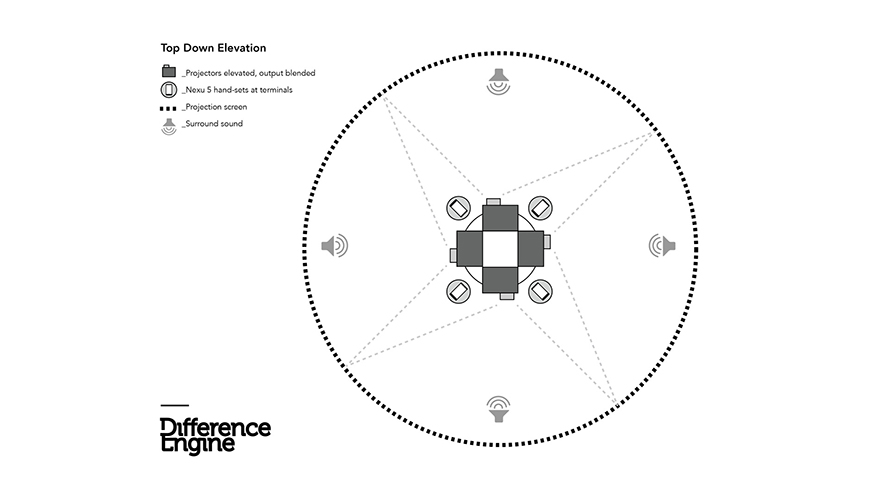 Top Down Elevation
_Projectors elevated, output blended
_Nexu 5 hand-sets at terminals
_Projection screen
_Surround sound
Difference
Engine